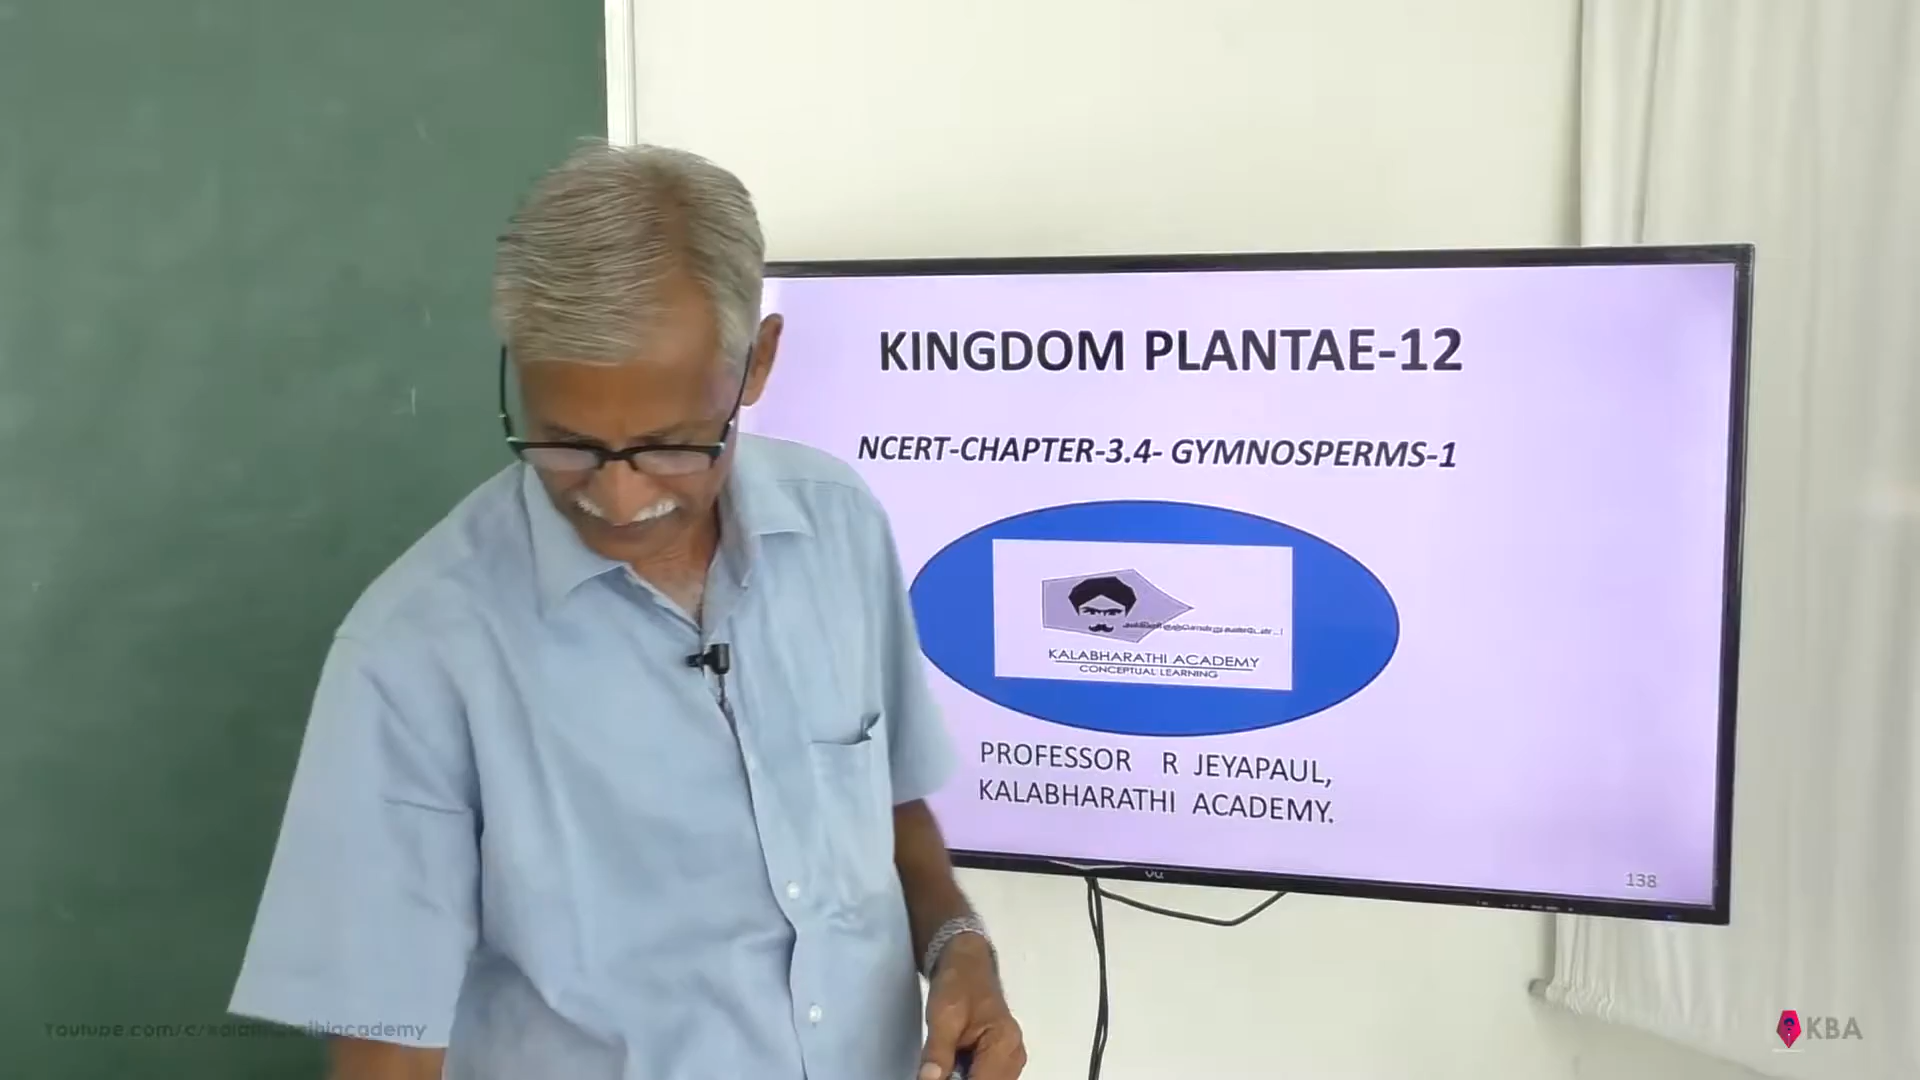 KINGDOM PLANTAE-12
NCERT-CHAPTER-3.4- GYMNOSPERMS-1
KALABHARATHI ACADEMY
CONCEPTUAL LEARNING
PROFESSOR R JEYAPAUL,
KALABHARATHI ACADEMY.
138
Vu
KBA